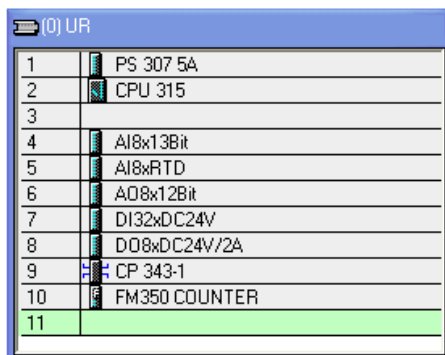 (0) UR
1 PS 307 5A
2 CPU 315
3
4 AI8x13Bit
5 AI8xRTD
6 AO8x12Bit
7 DI32xDC24V
8 DO8xDC24V/2A
9 CP 343-1
10 FM350 COUNTER
11